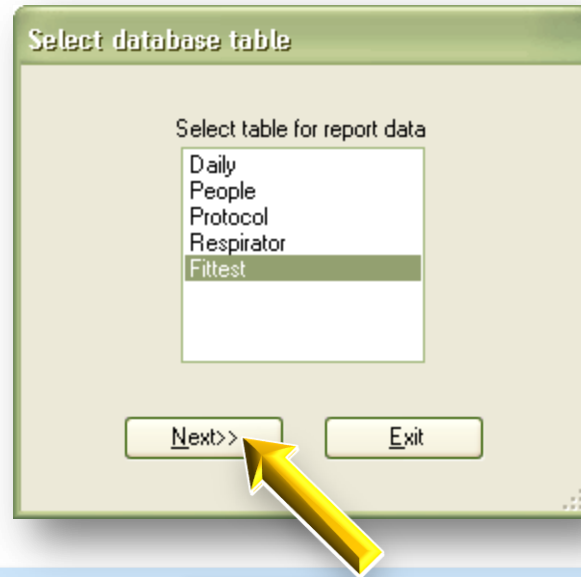 Select database table
Select table for report data
Daily
People
Protocol
Respirator
Fittest
Next>> Exit